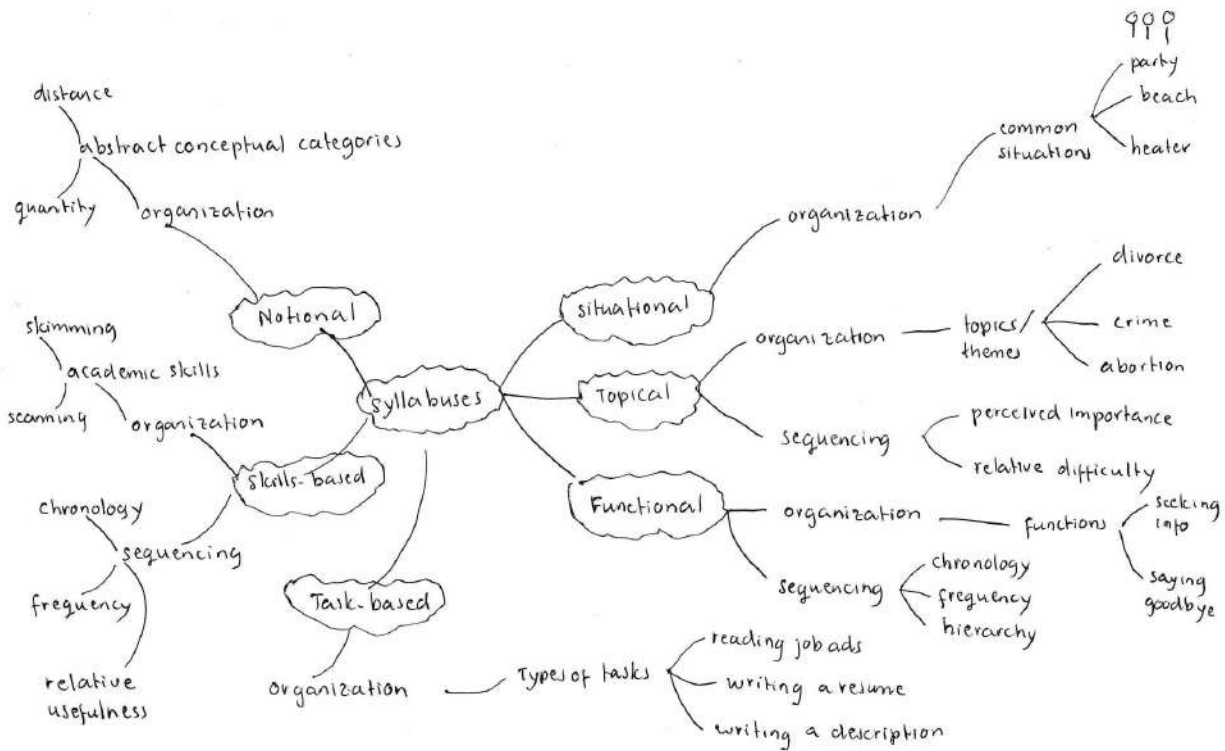 party
distance
beach
common
situations
abstract conceptual categories
heater
quantity
organization
organization
divorce
Notional
situational
skimming
organization
topics/
themes
crime
academic skills
abortion
Syllabuses
Topical
scanning
organization
perceived importance
sequencing
Skills-based
relative difficulty
Functional
seeking
info
chronology
organization
functions
sequencing
chronology
sequencing
saying
goodbye
frequency
frequency
Task-based
hierarchy
reading job ads
relative
usefulness
organization
Types of tasks
writing a resume
writing a description